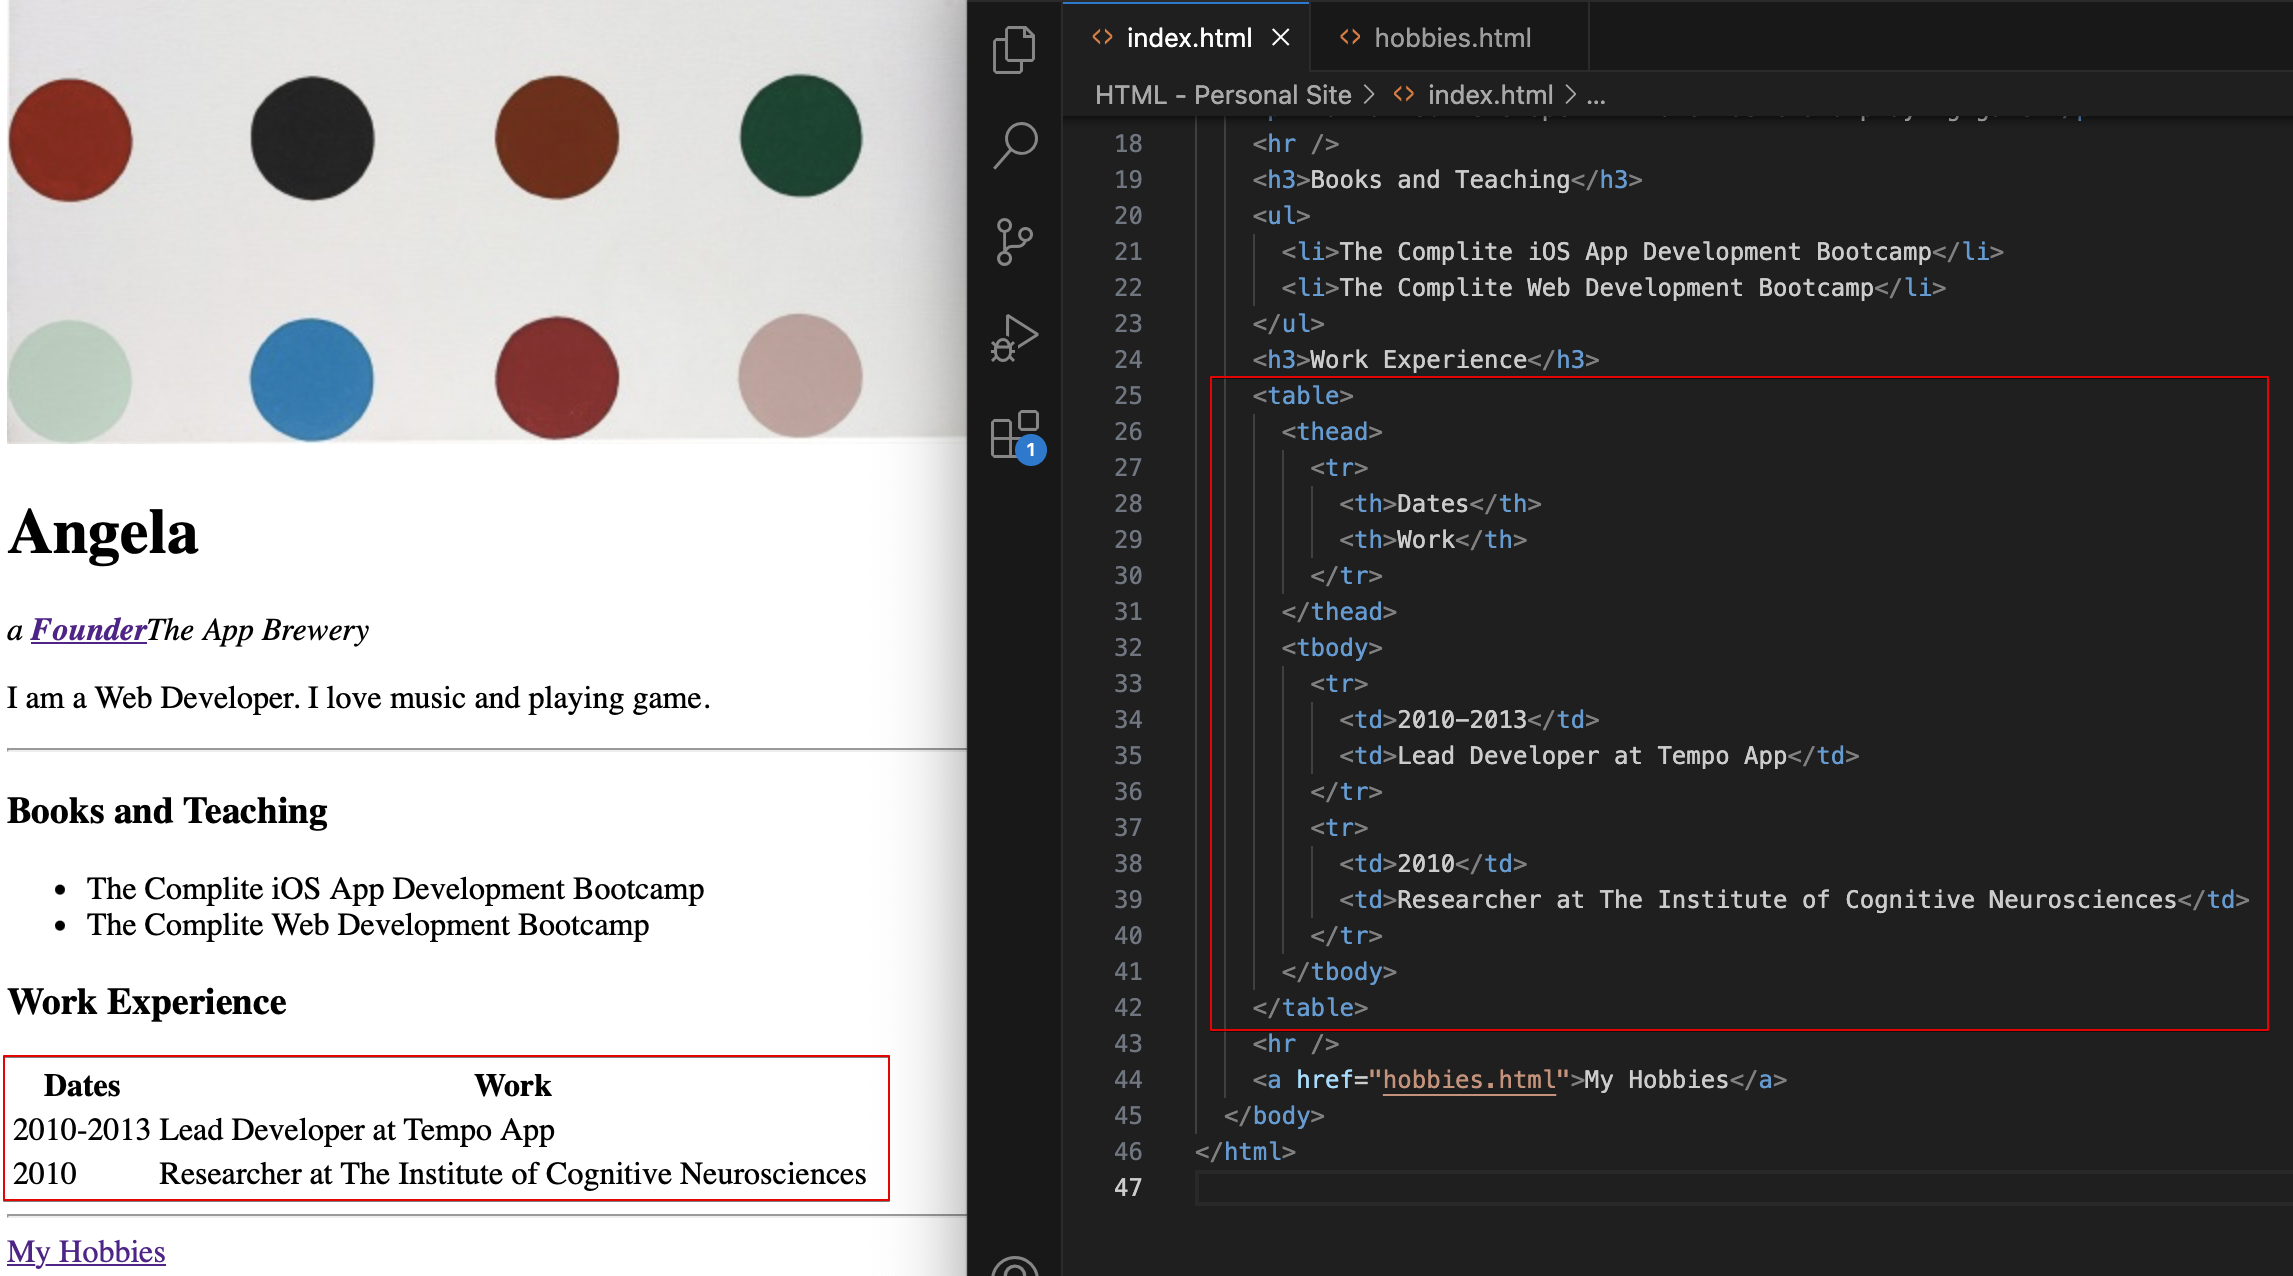 Angela
a FounderThe App Brewery
I am a Web Developer. I love music and playing game.
Books and Teaching
• The Complite iOS App Development Bootcamp
• The Complite Web Development Bootcamp
Work Experience
Dates Work
2010-2013 Lead Developer at Tempo App
2010 Researcher at The Institute of Cognitive Neurosciences
My Hobbies
1
<> index.html × <> hobbies.html
HTML - Personal Site > <> index.html > ...
18 <hr />
19 <h3>Books and Teaching</h3>
20 <ul>
21 <li>The Complite iOS App Development Bootcamp</li>
22 <li>The Complite Web Development Bootcamp</li>
23 </ul>
24 <h3>Work Experience</h3>
25 <table>
26 <thead>
27 <tr>
28 <th>Dates</th>
29 <th>Work</th>
30 </tr>
31 </thead>
32 <tbody>
33 <tr>
34 <td>2010-2013</td>
35 <td>Lead Developer at Tempo App</td>
36 </tr>
37 <tr>
38 <td>2010</td>
39 <td>Researcher at The Institute of Cognitive Neurosciences</td>
40 </tr>
41 </tbody>
42 </table>
43 <hr />
44 <a href="hobbies.html">My Hobbies</a>
45 </body>
46 </html>
47